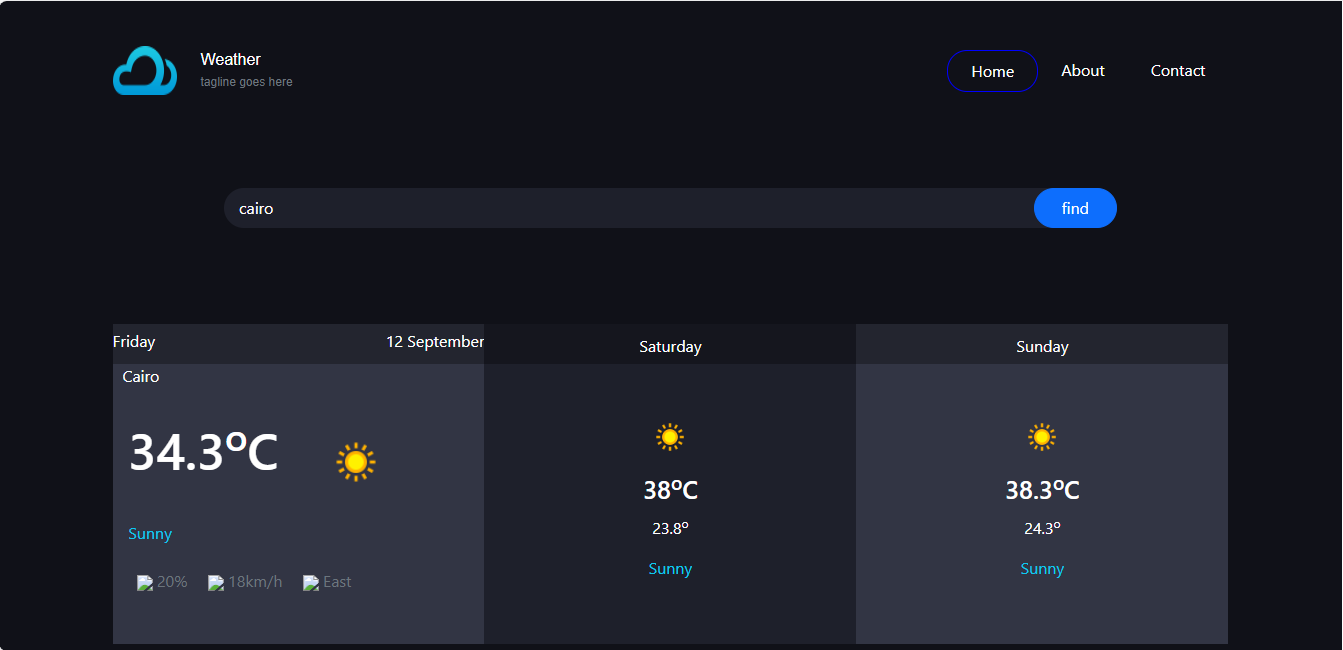 Weather
tagline goes here
Home About Contact
cairo
find
Friday 12 September
Cairo
34.3oC
Sunny
20% 18km/h East
Saturday
38oC
23.8o
Sunny
Sunday
38.3oC
24.3o
Sunny